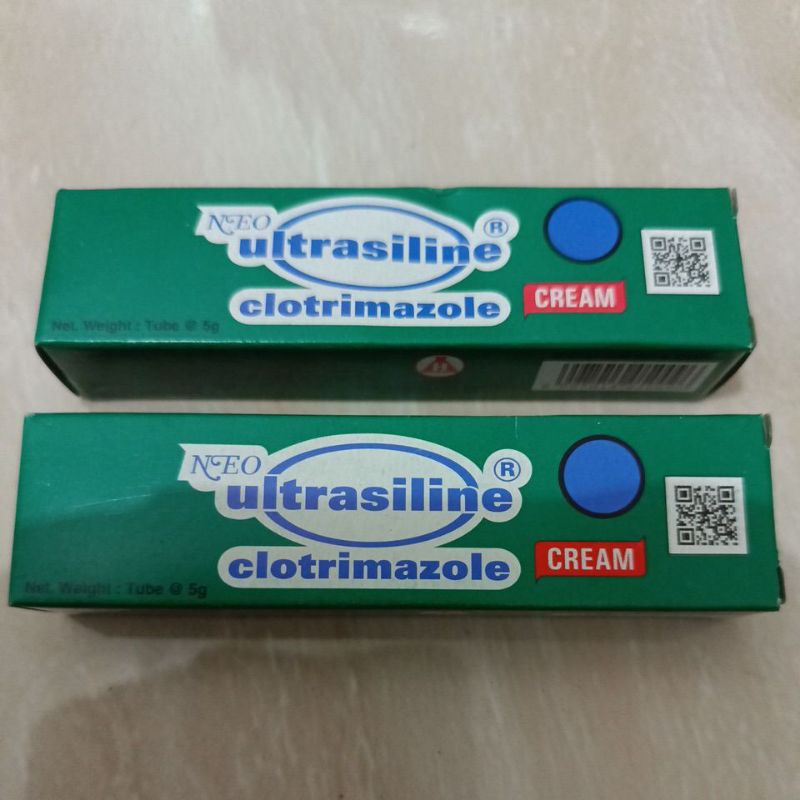 NEO
ultrasiline®
clotrimazole
CREAM
Net. Weight : Tube @ 5g
H
NEO
ultrasiline®
clotrimazole
CREAM
Net. Weight : Tube @ 5g